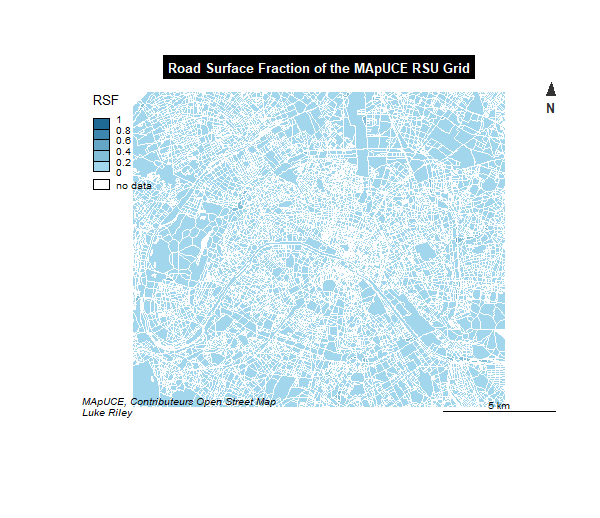 Road Surface Fraction of the MApUCE RSU Grid
RSF
1
0.8
0.6
0.4
0.2
0
no data
N
MApUCE, Contributeurs Open Street Map
Luke Riley
5 km